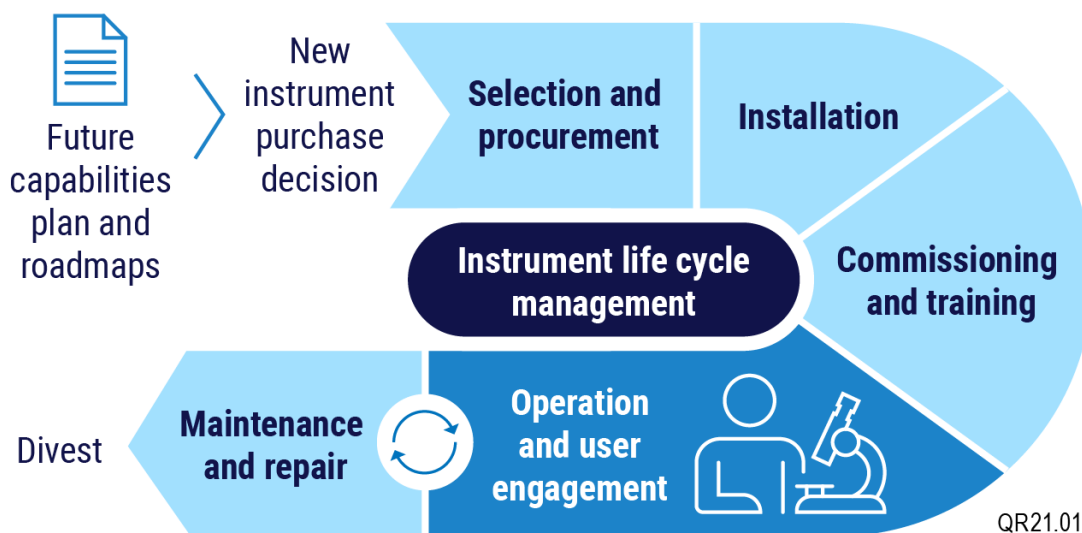 Future
capabilities
plan and
roadmaps
New
instrument
purchase
decision
Selection and
procurement
Installation
Commissioning
and training
Instrument life cycle
management
Operation
and user
engagement
Maintenance
and repair
Divest
QR21.01